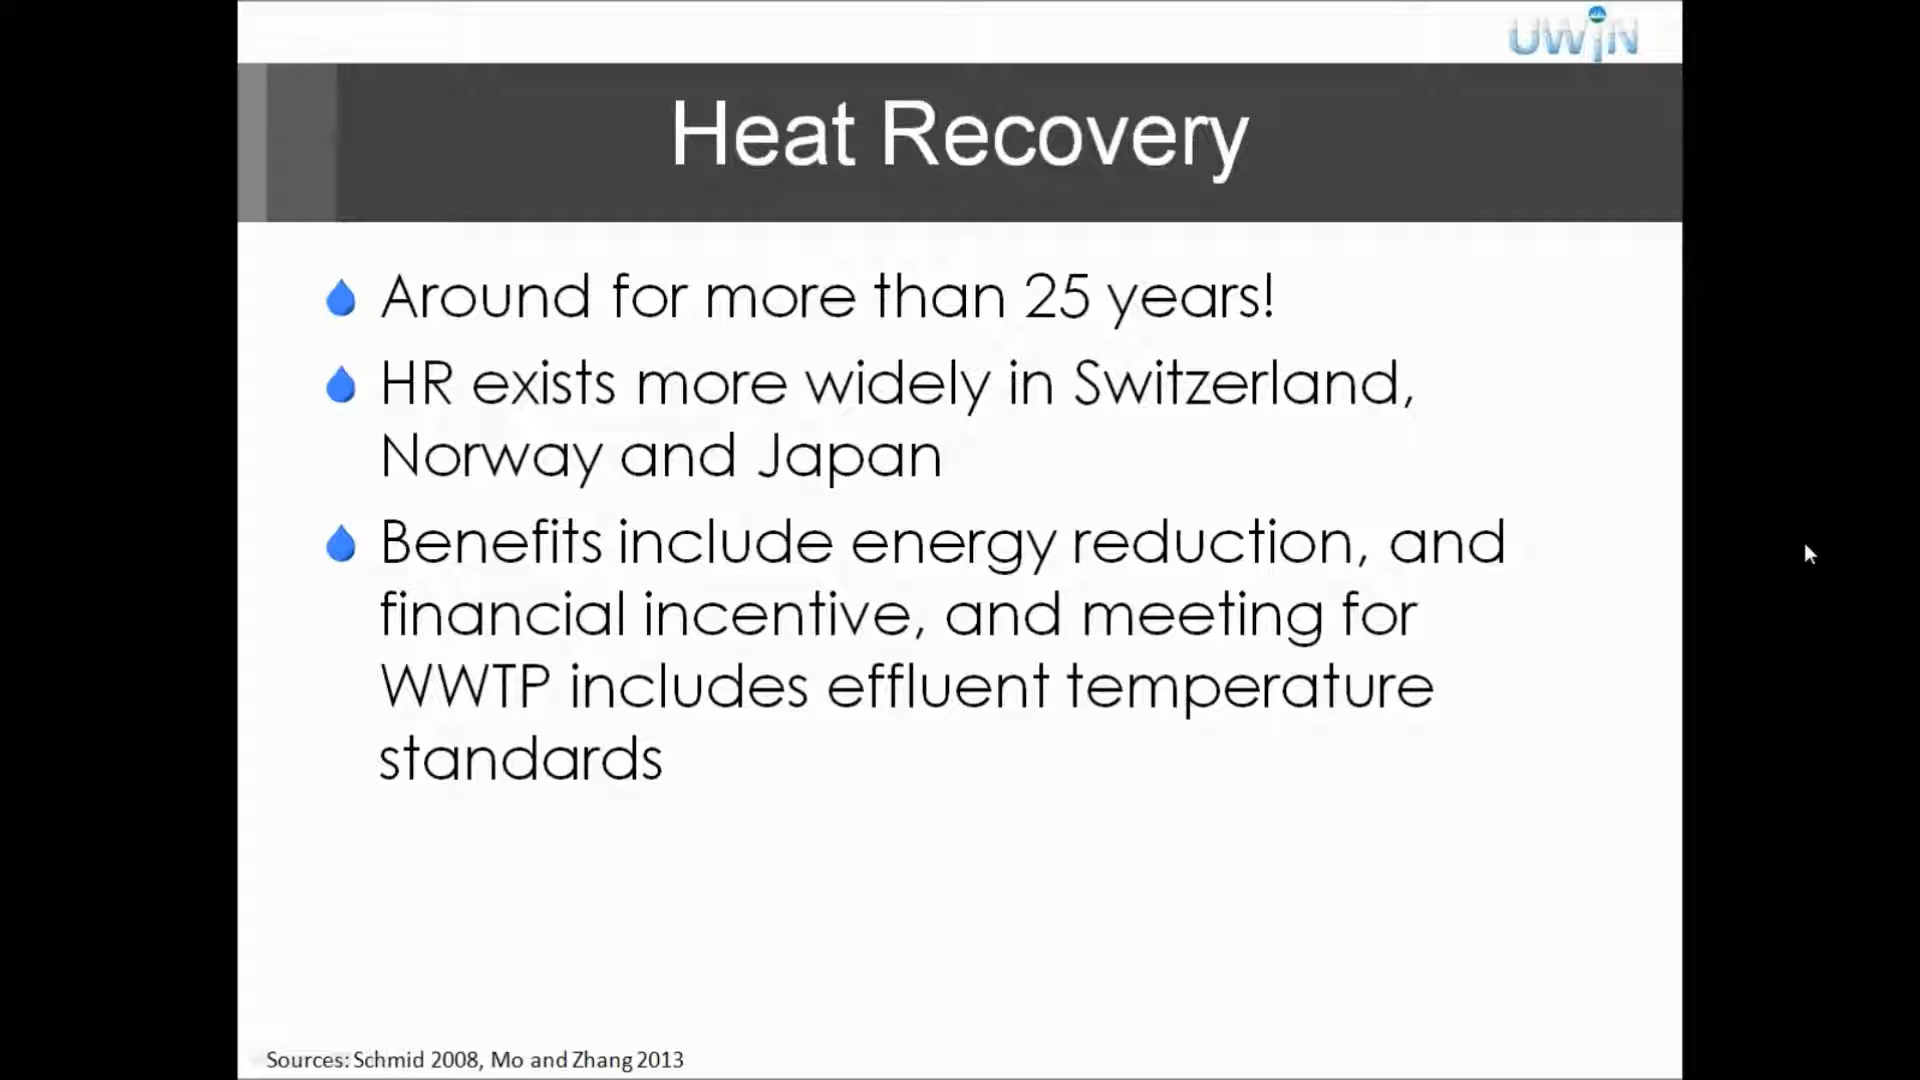 UWiN
Heat Recovery
Around for more than 25 years!
HR exists more widely in Switzerland,
Norway and Japan
Benefits include energy reduction, and
financial incentive, and meeting for
WWTP includes effluent temperature
standards
Sources: Schmid 2008, Mo and Zhang 2013